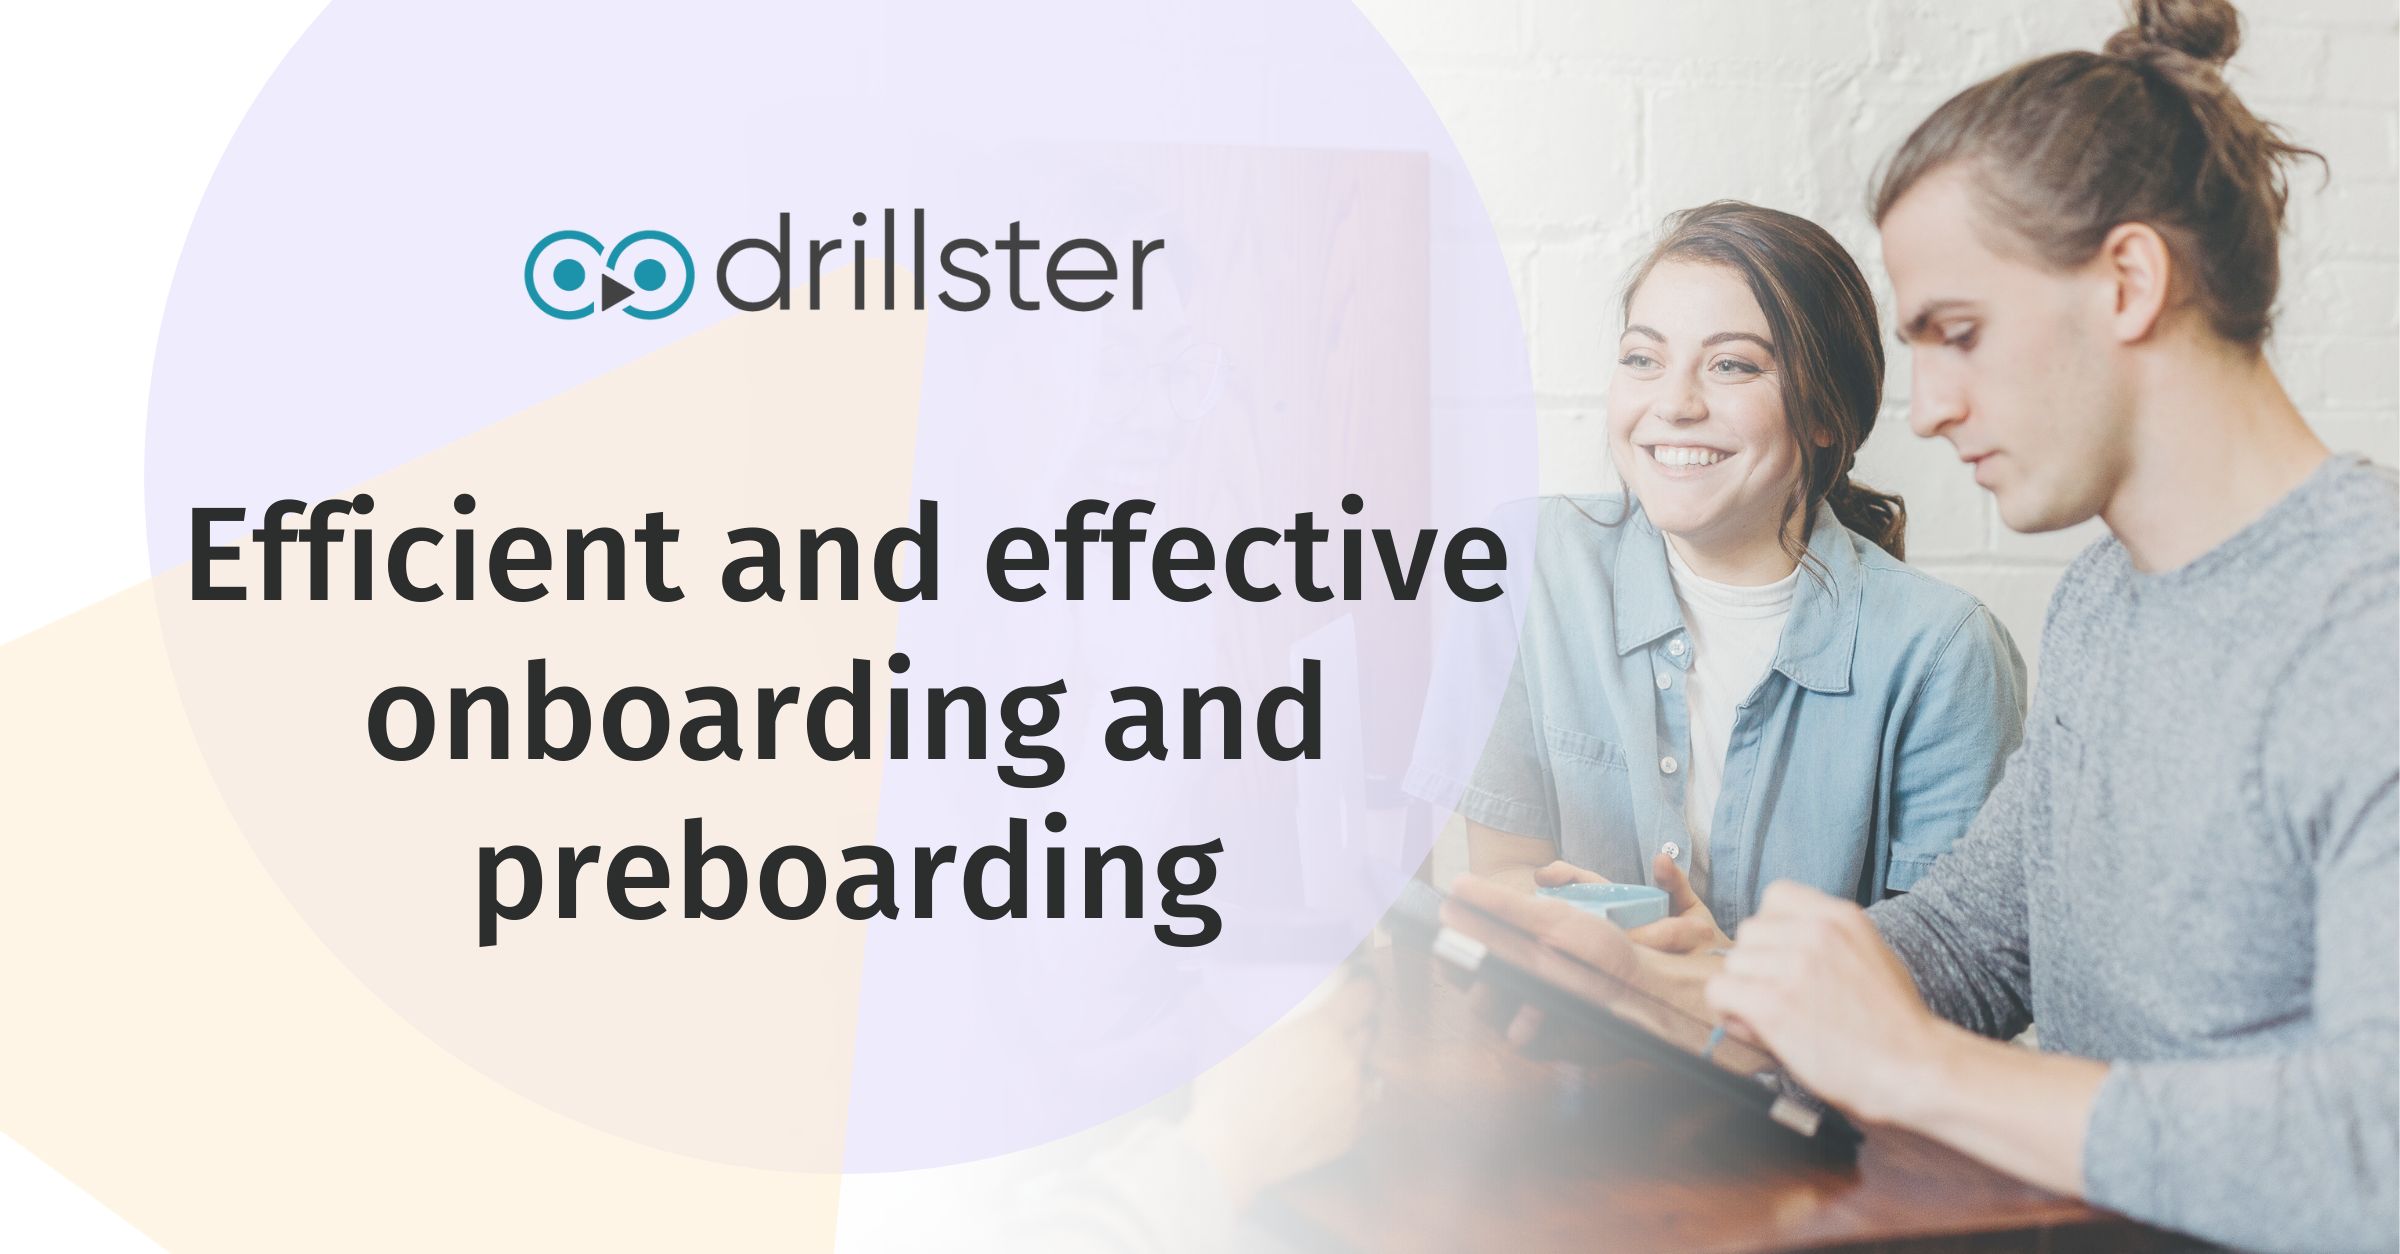 drillster
Efficient and effective
onboarding and
preboarding